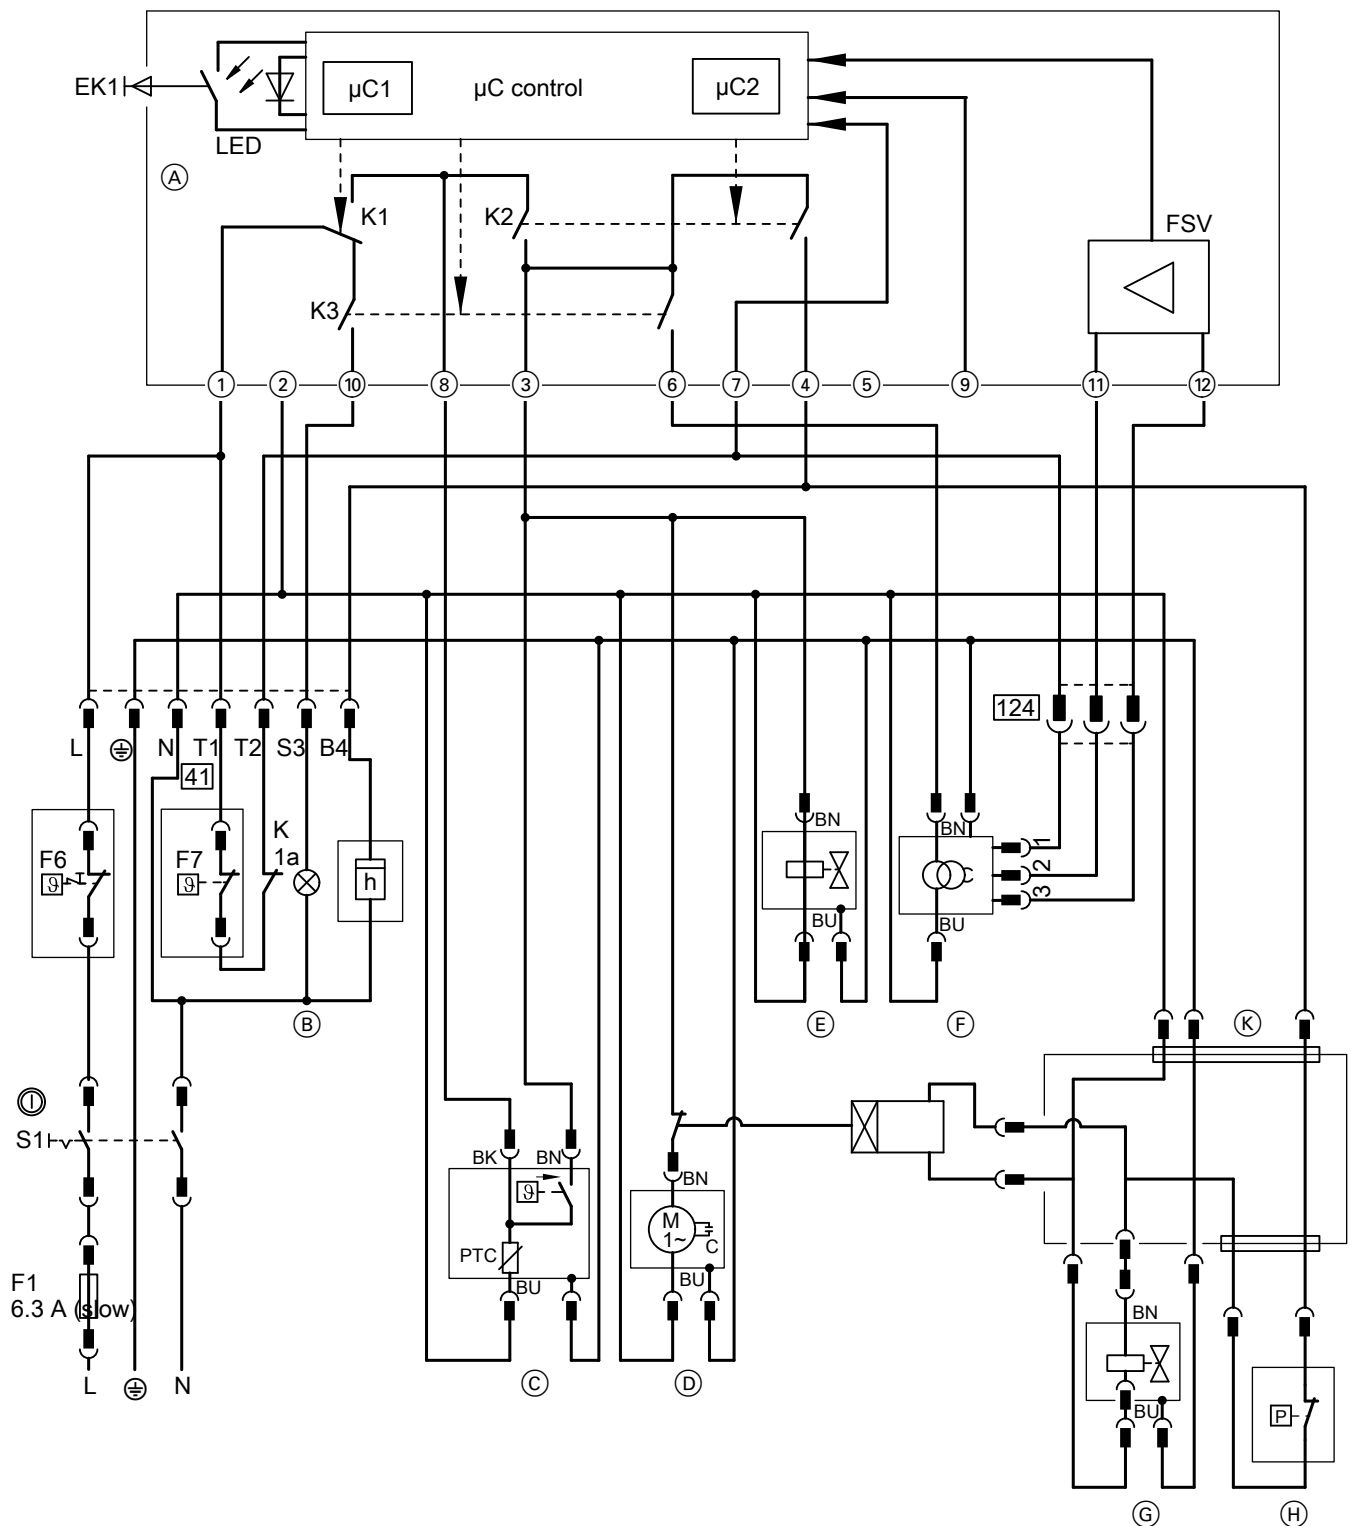 EK1
µC1
µC control
µC2
LED
A
K1
K2
FSV
K3
1 2 10 8 3 6 7 4 5 9 11 12
124
L N T1 T2 S3 B4
41
F6
ϑ
F7
ϑ
K
1a
h
BN
BU
BN
C
BU
1
2
3
B
E
F
K
I
S1
BK BN
ϑ
PTC
BU
BN
M
1~
C
BU
F1
6.3 A (slow)
L N
C
D
BN
BU
P
G
H